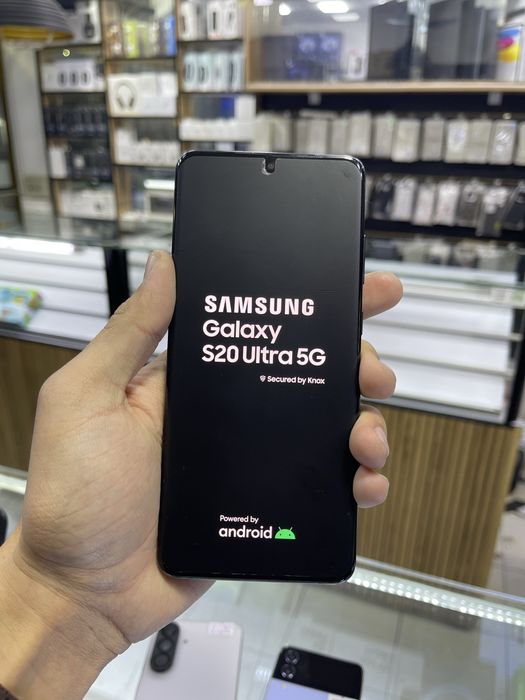 SAMSUNG
Galaxy
S20 Ultra 5G
Secured by Knox
Powered by
android